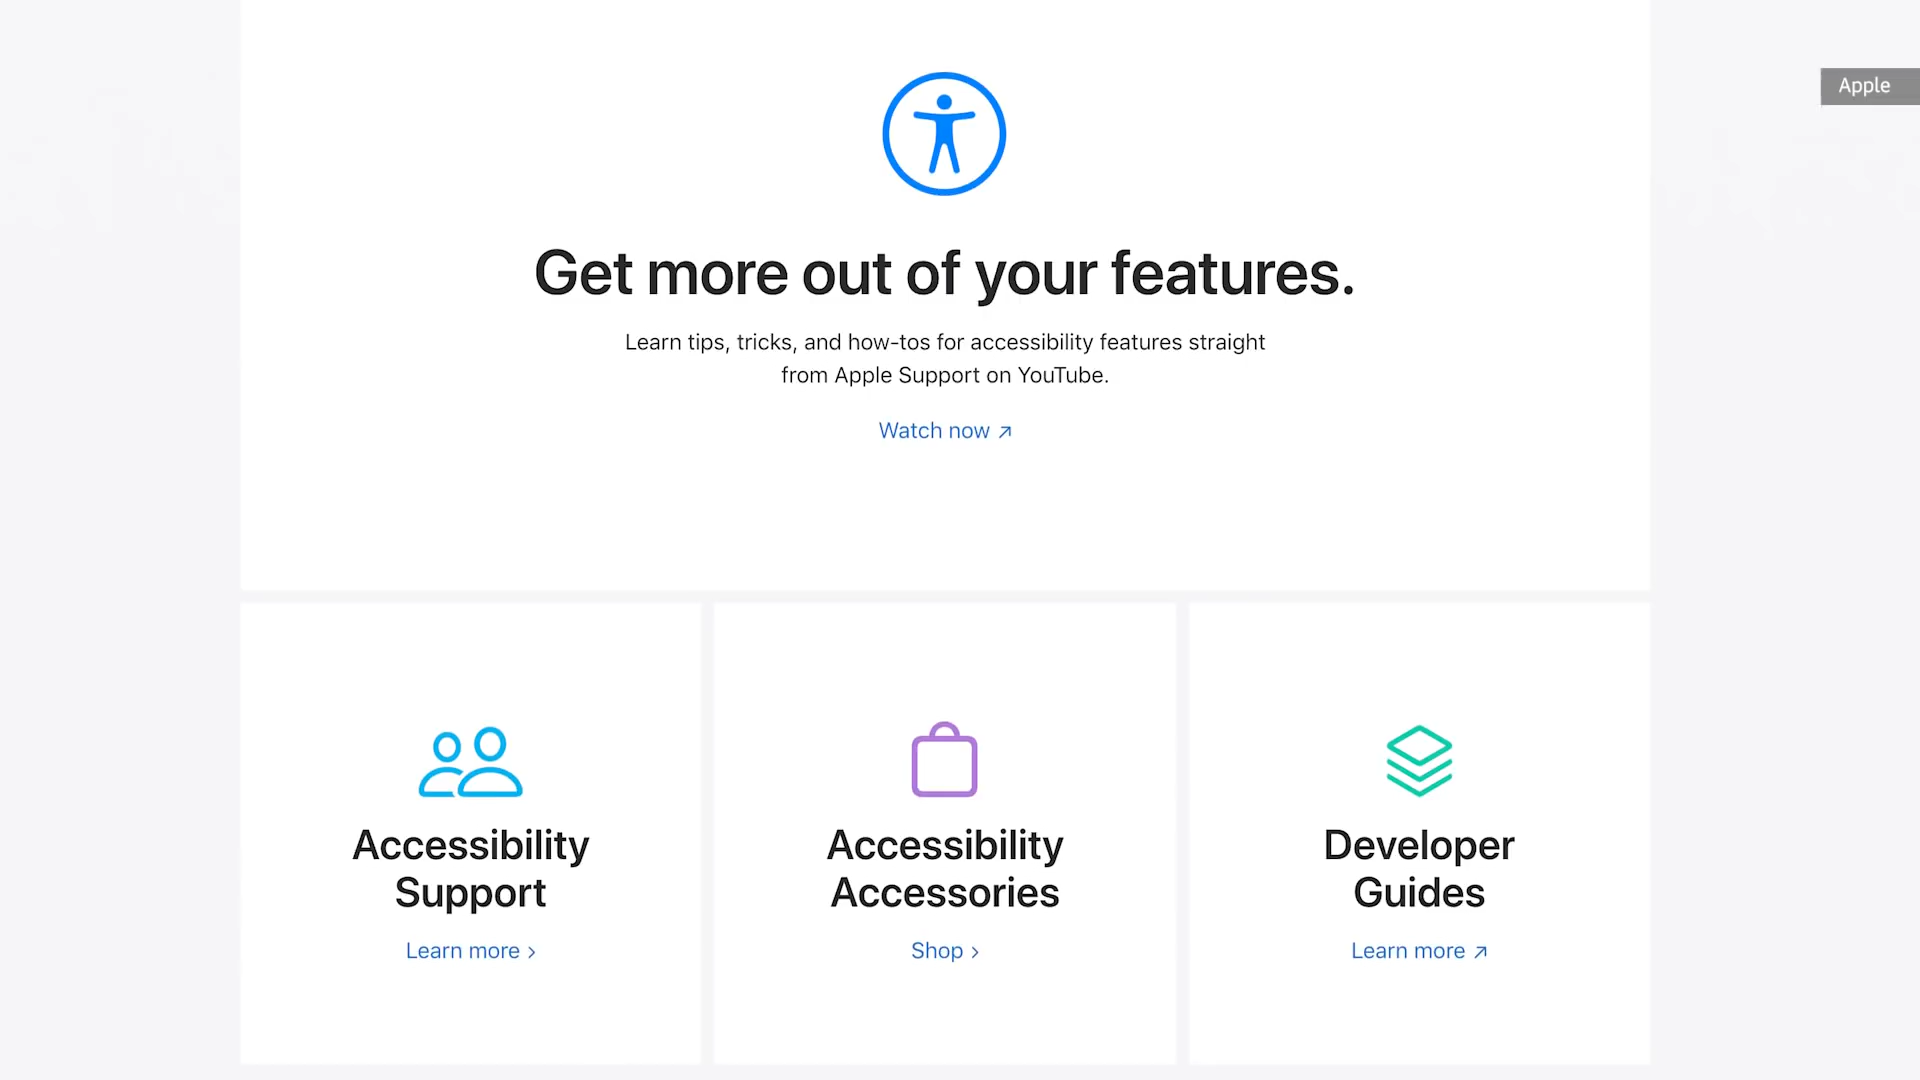 Apple
Get more out of your features.
Learn tips, tricks, and how-tos for accessibility features straight
from Apple Support on YouTube.
Watch now ↗
Accessibility
Support
Learn more >
Accessibility
Accessories
Shop >
Developer
Guides
Learn more ↗